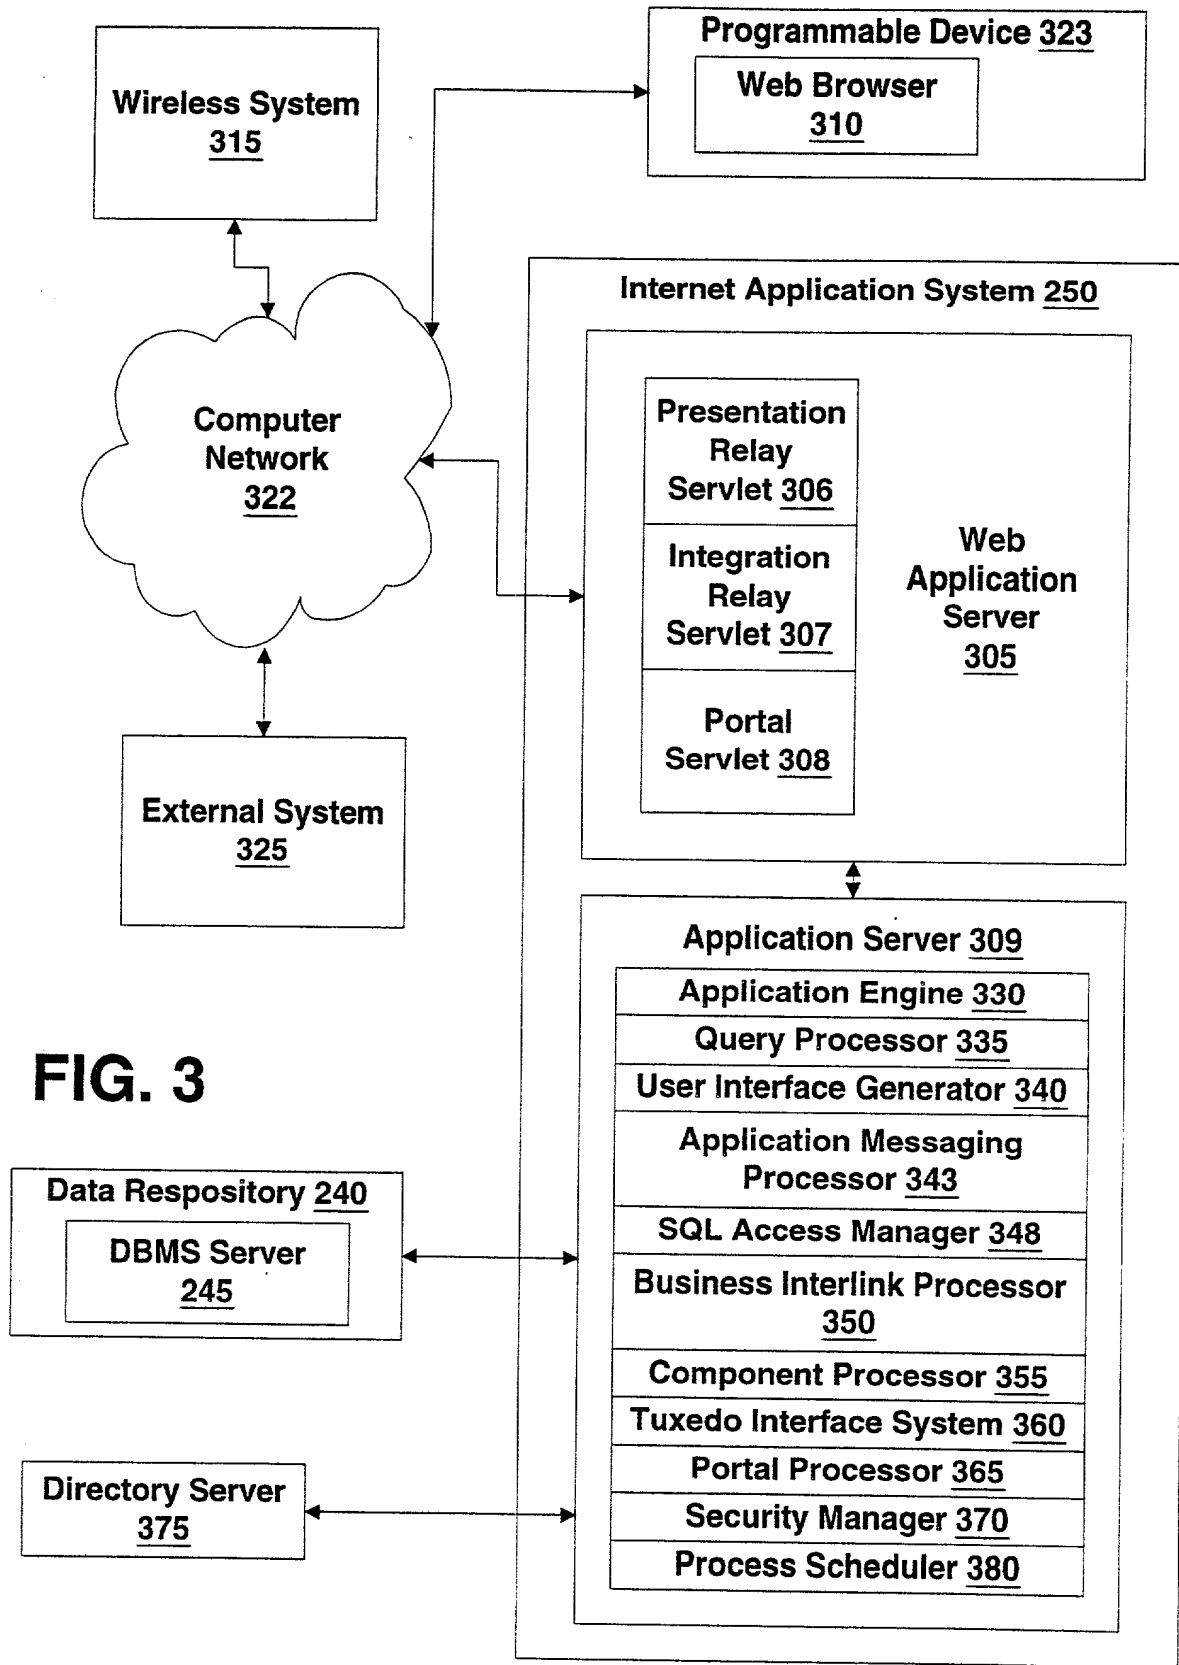 Wireless System
315
Programmable Device 323
Web Browser
310
Computer
Network
322
External System
325
Internet Application System 250
Presentation
Relay
Servlet 306
Integration
Relay
Servlet 307
Portal
Servlet 308
Web
Application
Server
305
Application Server 309
Application Engine 330
Query Processor 335
User Interface Generator 340
Application Messaging
Processor 343
SQL Access Manager 348
Business Interlink Processor
350
Component Processor 355
Tuxedo Interface System 360
Portal Processor 365
Security Manager 370
Process Scheduler 380
FIG. 3
Data Respository 240
DBMS Server
245
Directory Server
375